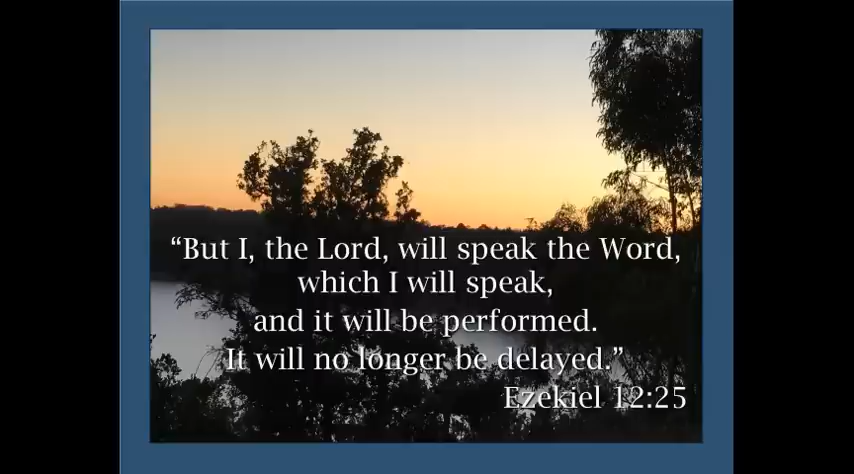 “But I, the Lord, will speak the Word,
which I will speak,
and it will be performed.
It will no longer be delayed.”
Ezekiel 12:25